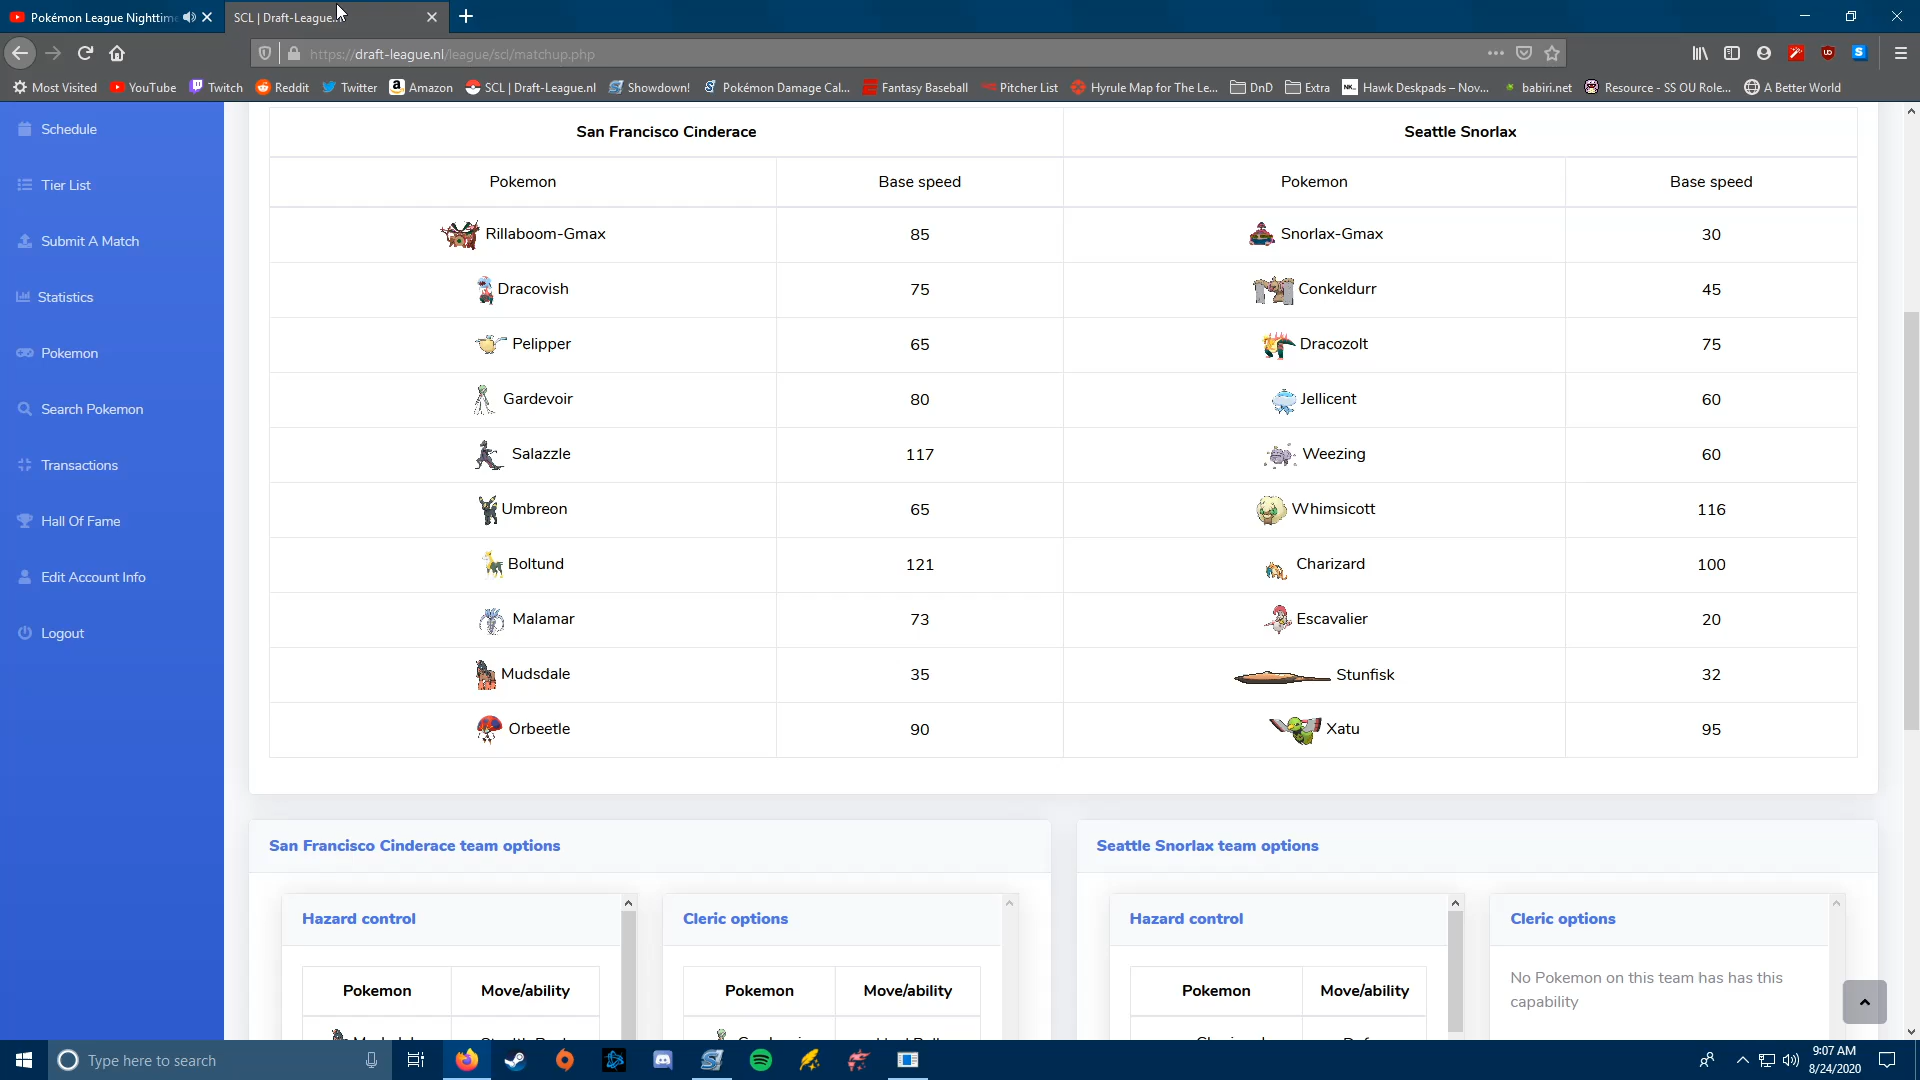 Pokémon League Nighttim
SCL | Draft-League.n
https://draft-league.nl/league/scl/matchup.php
Most Visited YouTube Twitch Reddit Twitter Amazon SCL | Draft-League.nl Showdown! Pokémon Damage Cal... Fantasy Baseball Pitcher List Hyrule Map for The Le... DnD Extra Hawk Deskpads – Nov... babiri.net Resource - SS OU Role... A Better World
Schedule
Tier List
Submit A Match
Statistics
Pokemon
Search Pokemon
Transactions
Hall Of Fame
Edit Account Info
Logout
San Francisco Cinderace Seattle Snorlax
Pokemon Base speed Pokemon Base speed
Rillaboom-Gmax 85 Snorlax-Gmax 30
Dracovish 75 Conkeldurr 45
Pelipper 65 Dracozolt 75
Gardevoir 80 Jellicent 60
Salazzle 117 Weezing 60
Umbreon 65 Whimsicott 116
Boltund 121 Charizard 100
Malamar 73 Escavalier 20
Mudsdale 35 Stunfisk 32
Orbeetle 90 Xatu 95
San Francisco Cinderace team options
Seattle Snorlax team options
Hazard control
Cleric options
Hazard control
Cleric options
Pokemon Move/ability
Pokemon Move/ability
Pokemon Move/ability
No Pokemon on this team has has this
capability
Type here to search
9:07 AM
8/24/2020